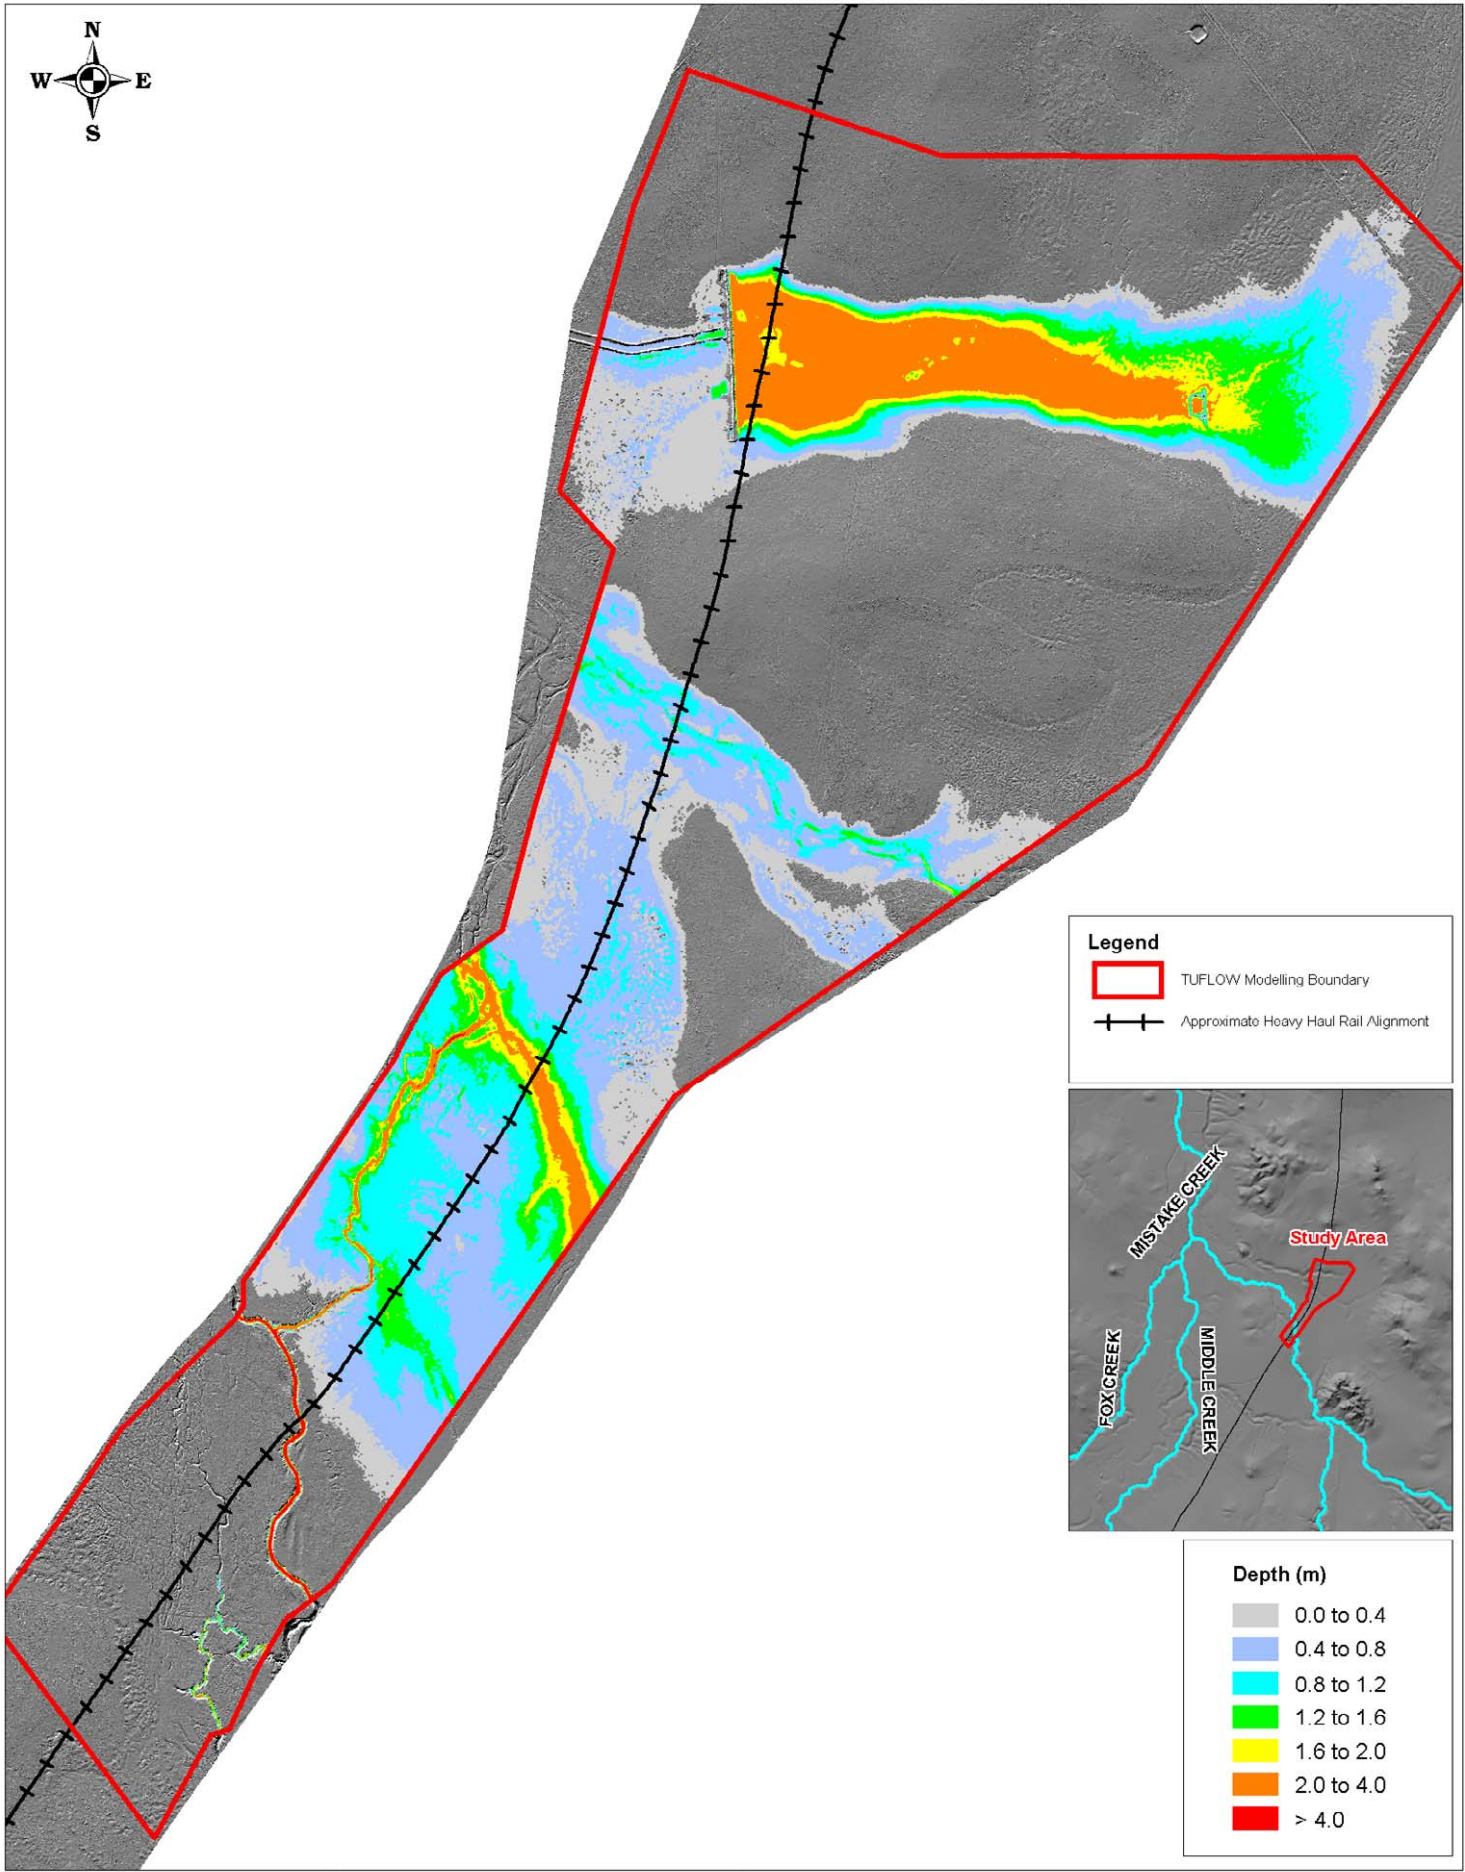 N
W E
S
Legend
TUFLOW Modelling Boundary
Approximate Heavy Haul Rail Alignment
MISTAKE CREEK
Study Area
FOX CREEK
MIDDLE CREEK
Depth (m)
0.0 to 0.4
0.4 to 0.8
0.8 to 1.2
1.2 to 1.6
1.6 to 2.0
2.0 to 4.0
> 4.0